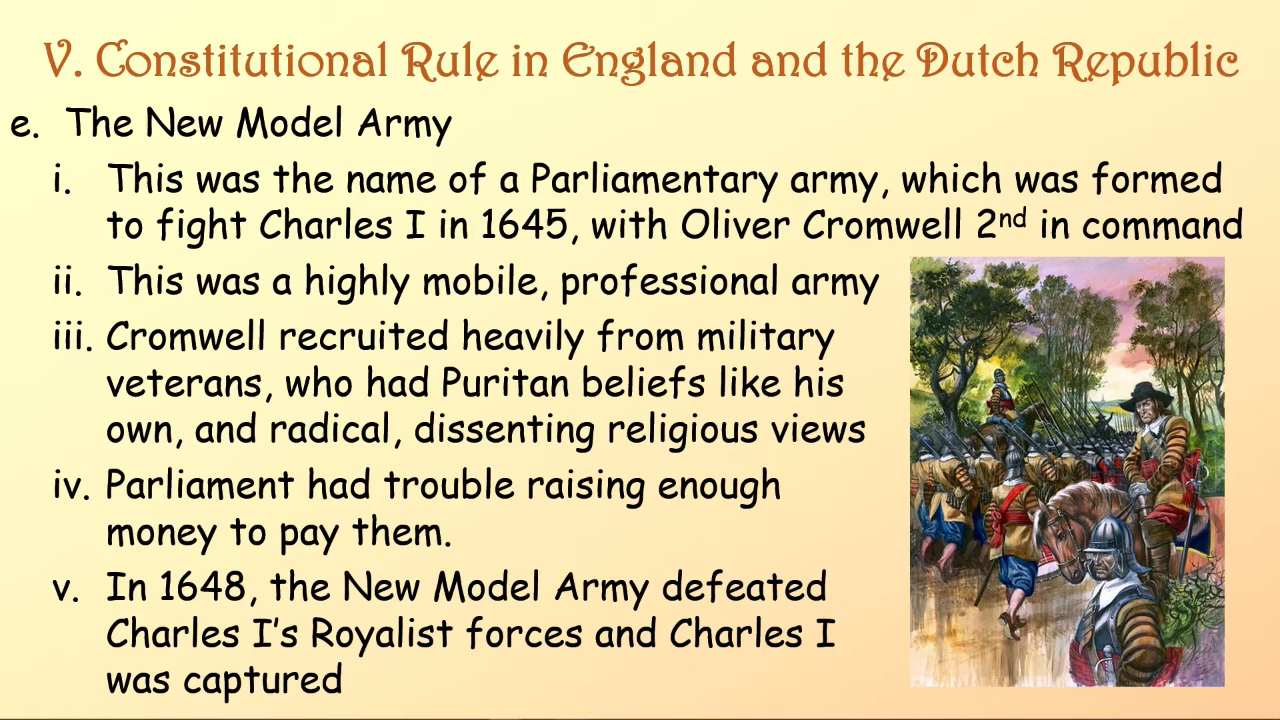 V. Constitutional Rule in England and the Dutch Republic
e. The New Model Army
i. This was the name of a Parliamentary army, which was formed
to fight Charles I in 1645, with Oliver Cromwell 2nd in command
ii. This was a highly mobile, professional army
iii. Cromwell recruited heavily from military
veterans, who had Puritan beliefs like his
own, and radical, dissenting religious views
iv. Parliament had trouble raising enough
money to pay them.
v. In 1648, the New Model Army defeated
Charles I's Royalist forces and Charles I
was captured